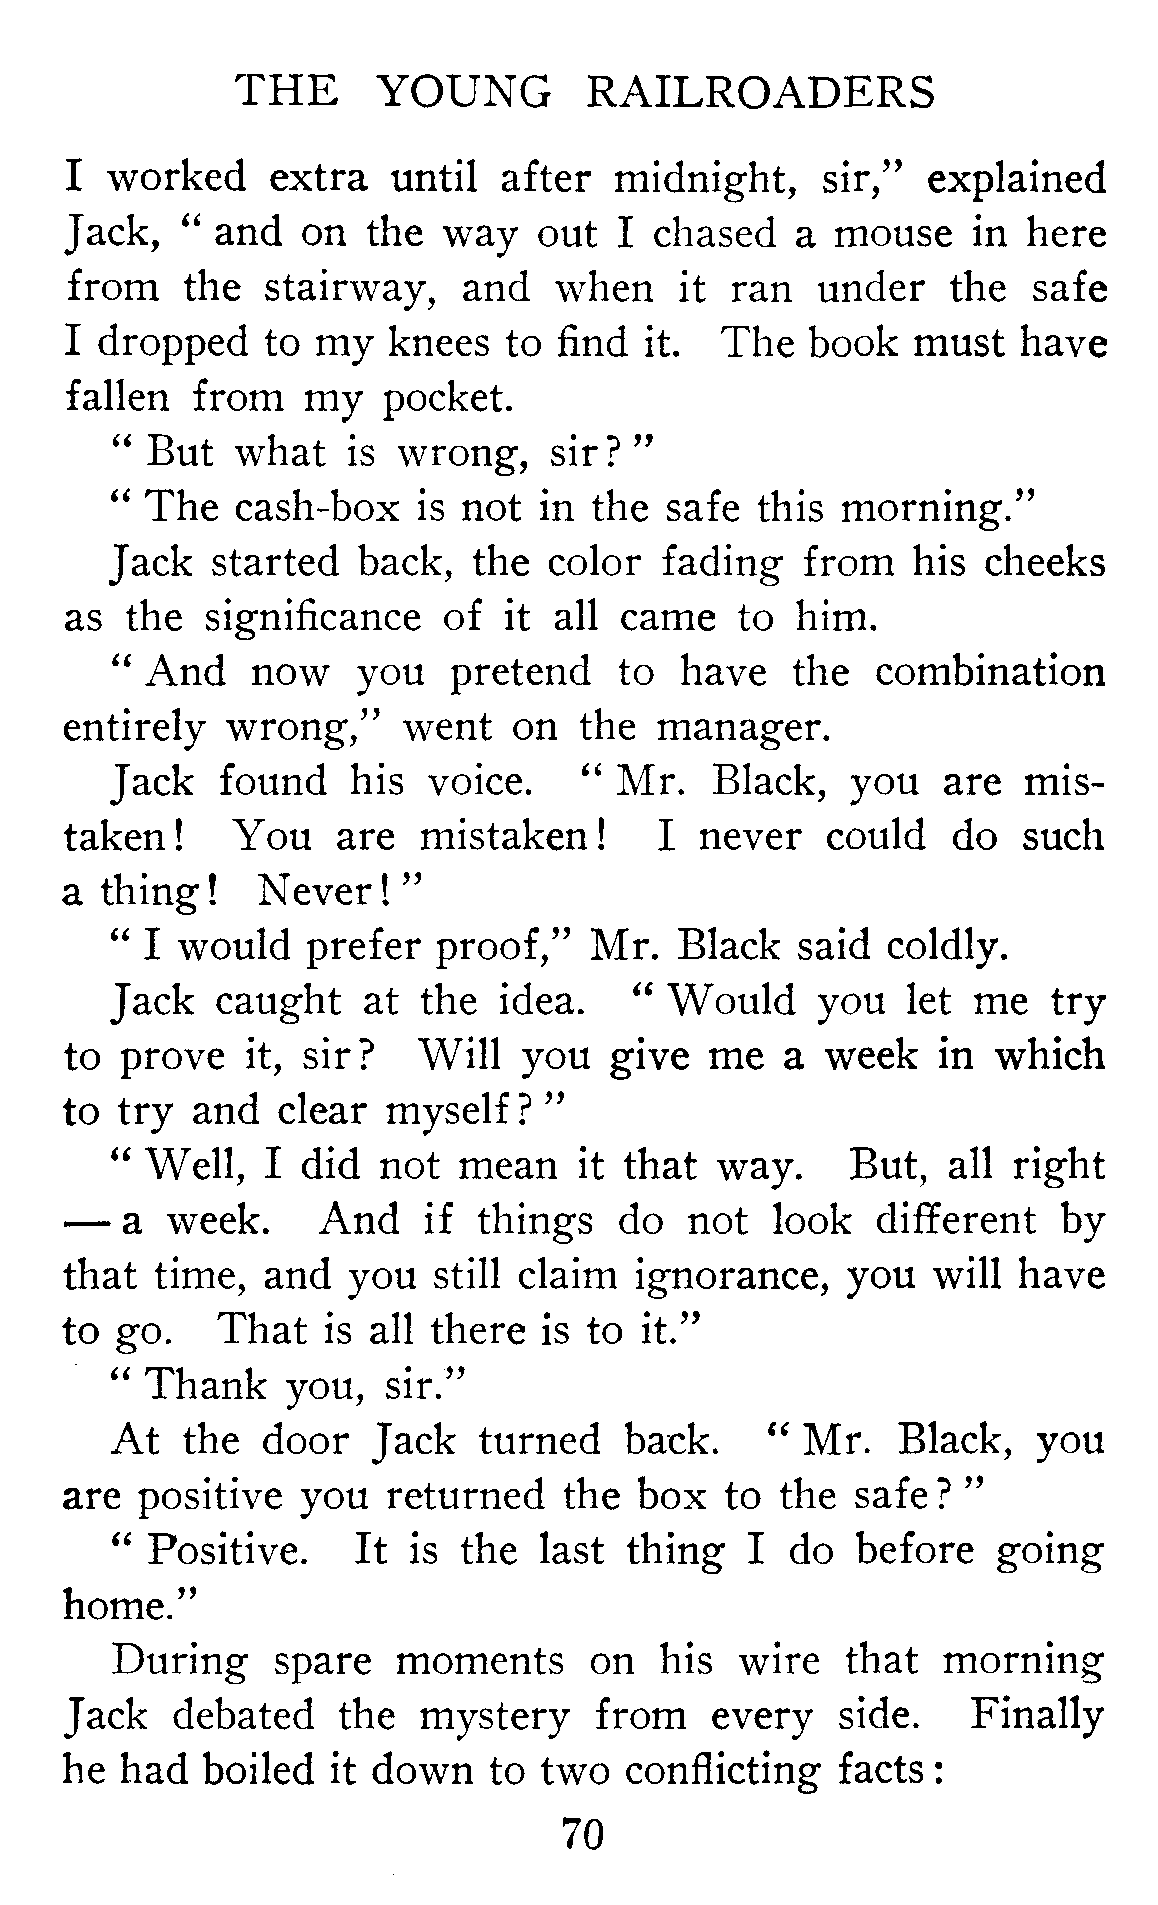 THE YOUNG RAILROADERS
I worked extra until after midnight, sir,” explained
Jack, “ and on the way out I chased a mouse in here
from the stairway, and when it ran under the safe
I dropped to my knees to find it. The book must have
fallen from my pocket.
“ But what is wrong, sir? ”
“ The cash-box is not in the safe this morning.”
Jack started back, the color fading from his cheeks
as the significance of it all came to him.
“ And now you pretend to have the combination
entirely wrong,” went on the manager.
Jack found his voice. “ Mr. Black, you are mis-
taken! You are mistaken! I never could do such
a thing! Never! ”
“ I would prefer proof,” Mr. Black said coldly.
Jack caught at the idea. “ Would you let me try
to prove it, sir? Will you give me a week in which
to try and clear myself? ”
“ Well, I did not mean it that way. But, all right
— a week. And if things do not look different by
that time, and you still claim ignorance, you will have
to go. That is all there is to it.”
“ Thank you, sir.”
At the door Jack turned back. “ Mr. Black, you
are positive you returned the box to the safe? ”
“ Positive. It is the last thing I do before going
home.”
During spare moments on his wire that morning
Jack debated the mystery from every side. Finally
he had boiled it down to two conflicting facts:
70